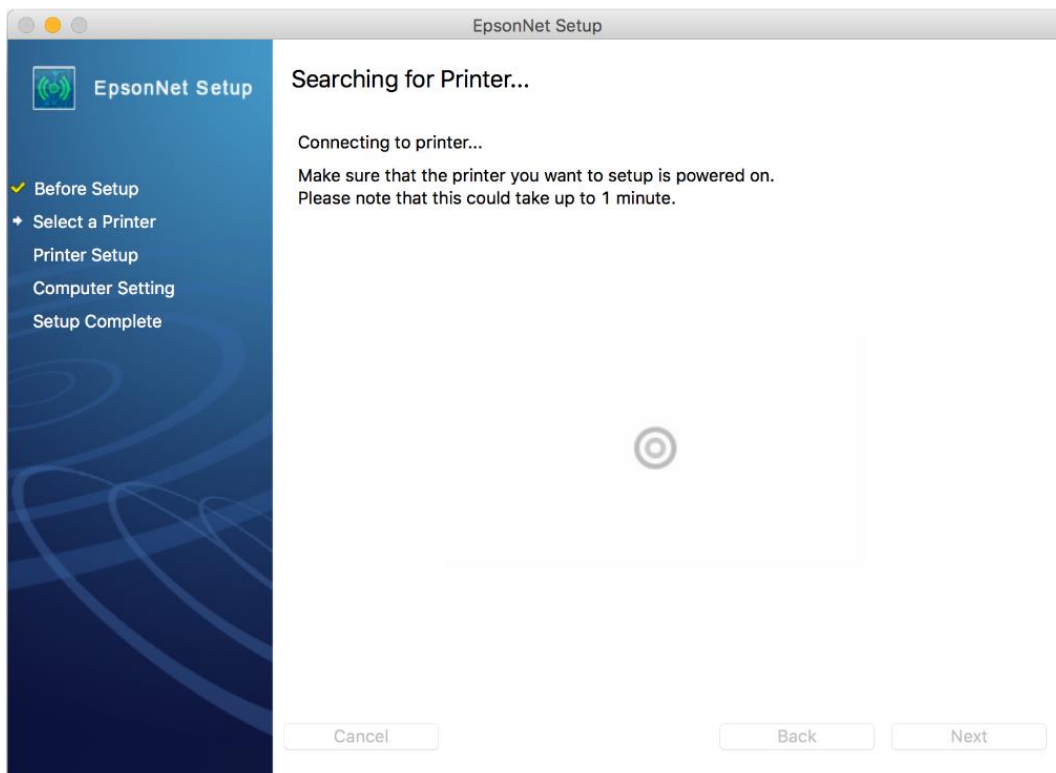 EpsonNet Setup
EpsonNet Setup
Before Setup
Select a Printer
Printer Setup
Computer Setting
Setup Complete
Searching for Printer...
Connecting to printer...
Make sure that the printer you want to setup is powered on.
Please note that this could take up to 1 minute.
Cancel
Back
Next